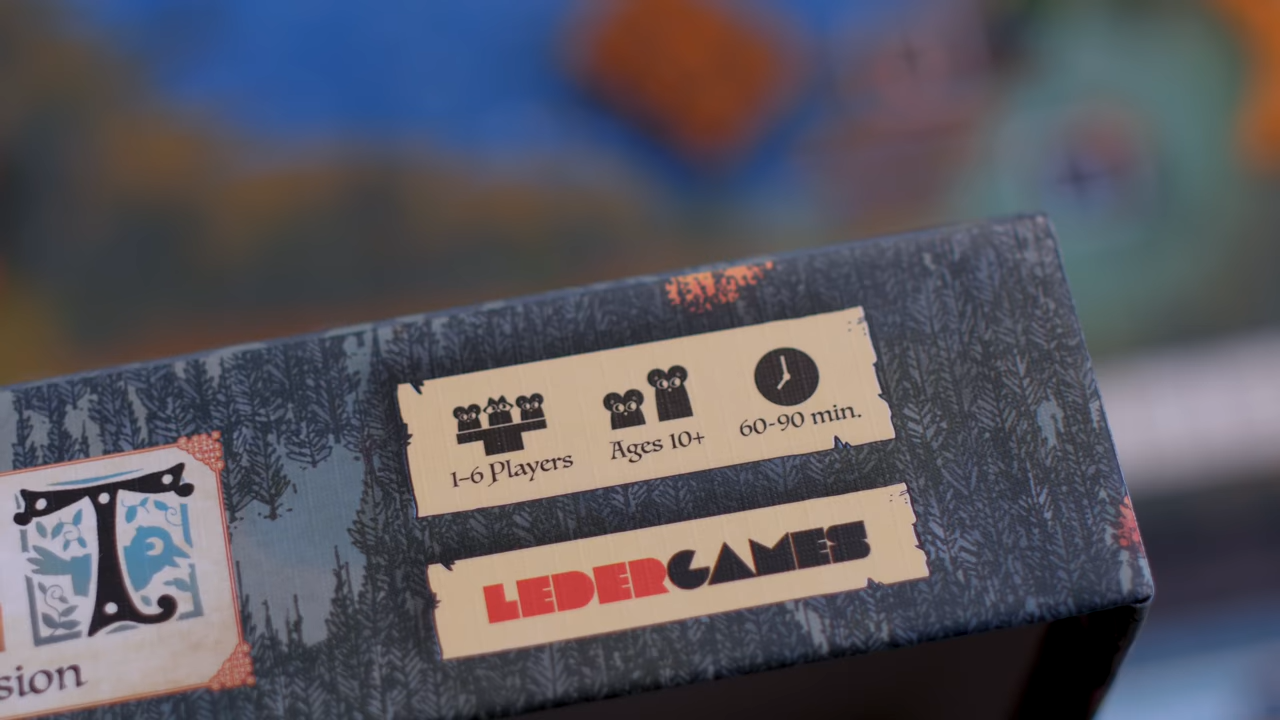 1–6 Players
Ages 10+
60-90 min.
LEDERGAMES
T
sion